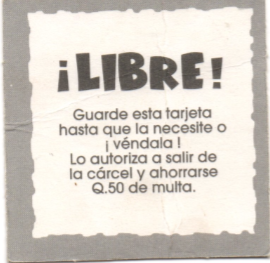 ¡LIBRE!
Guarde esta tarjeta
hasta que la necesite o
¡ véndala !
Lo autoriza a salir de
la cárcel y ahorrarse
Q.50 de multa.